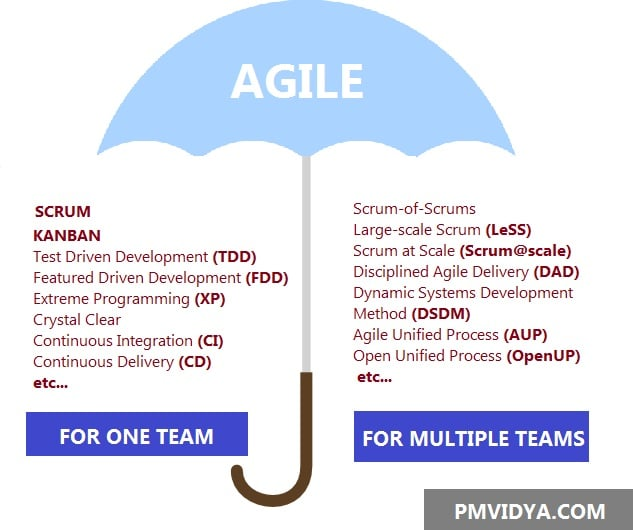 AGILE
SCRUM
KANBAN
Test Driven Development (TDD)
Featured Driven Development (FDD)
Extreme Programming (XP)
Crystal Clear
Continuous Integration (CI)
Continuous Delivery (CD)
etc...
FOR ONE TEAM
Scrum-of-Scrums
Large-scale Scrum (LeSS)
Scrum at Scale (Scrum@scale)
Disciplined Agile Delivery (DAD)
Dynamic Systems Development
Method (DSDM)
Agile Unified Process (AUP)
Open Unified Process (OpenUP)
etc...
FOR MULTIPLE TEAMS
PMVIDYA.COM